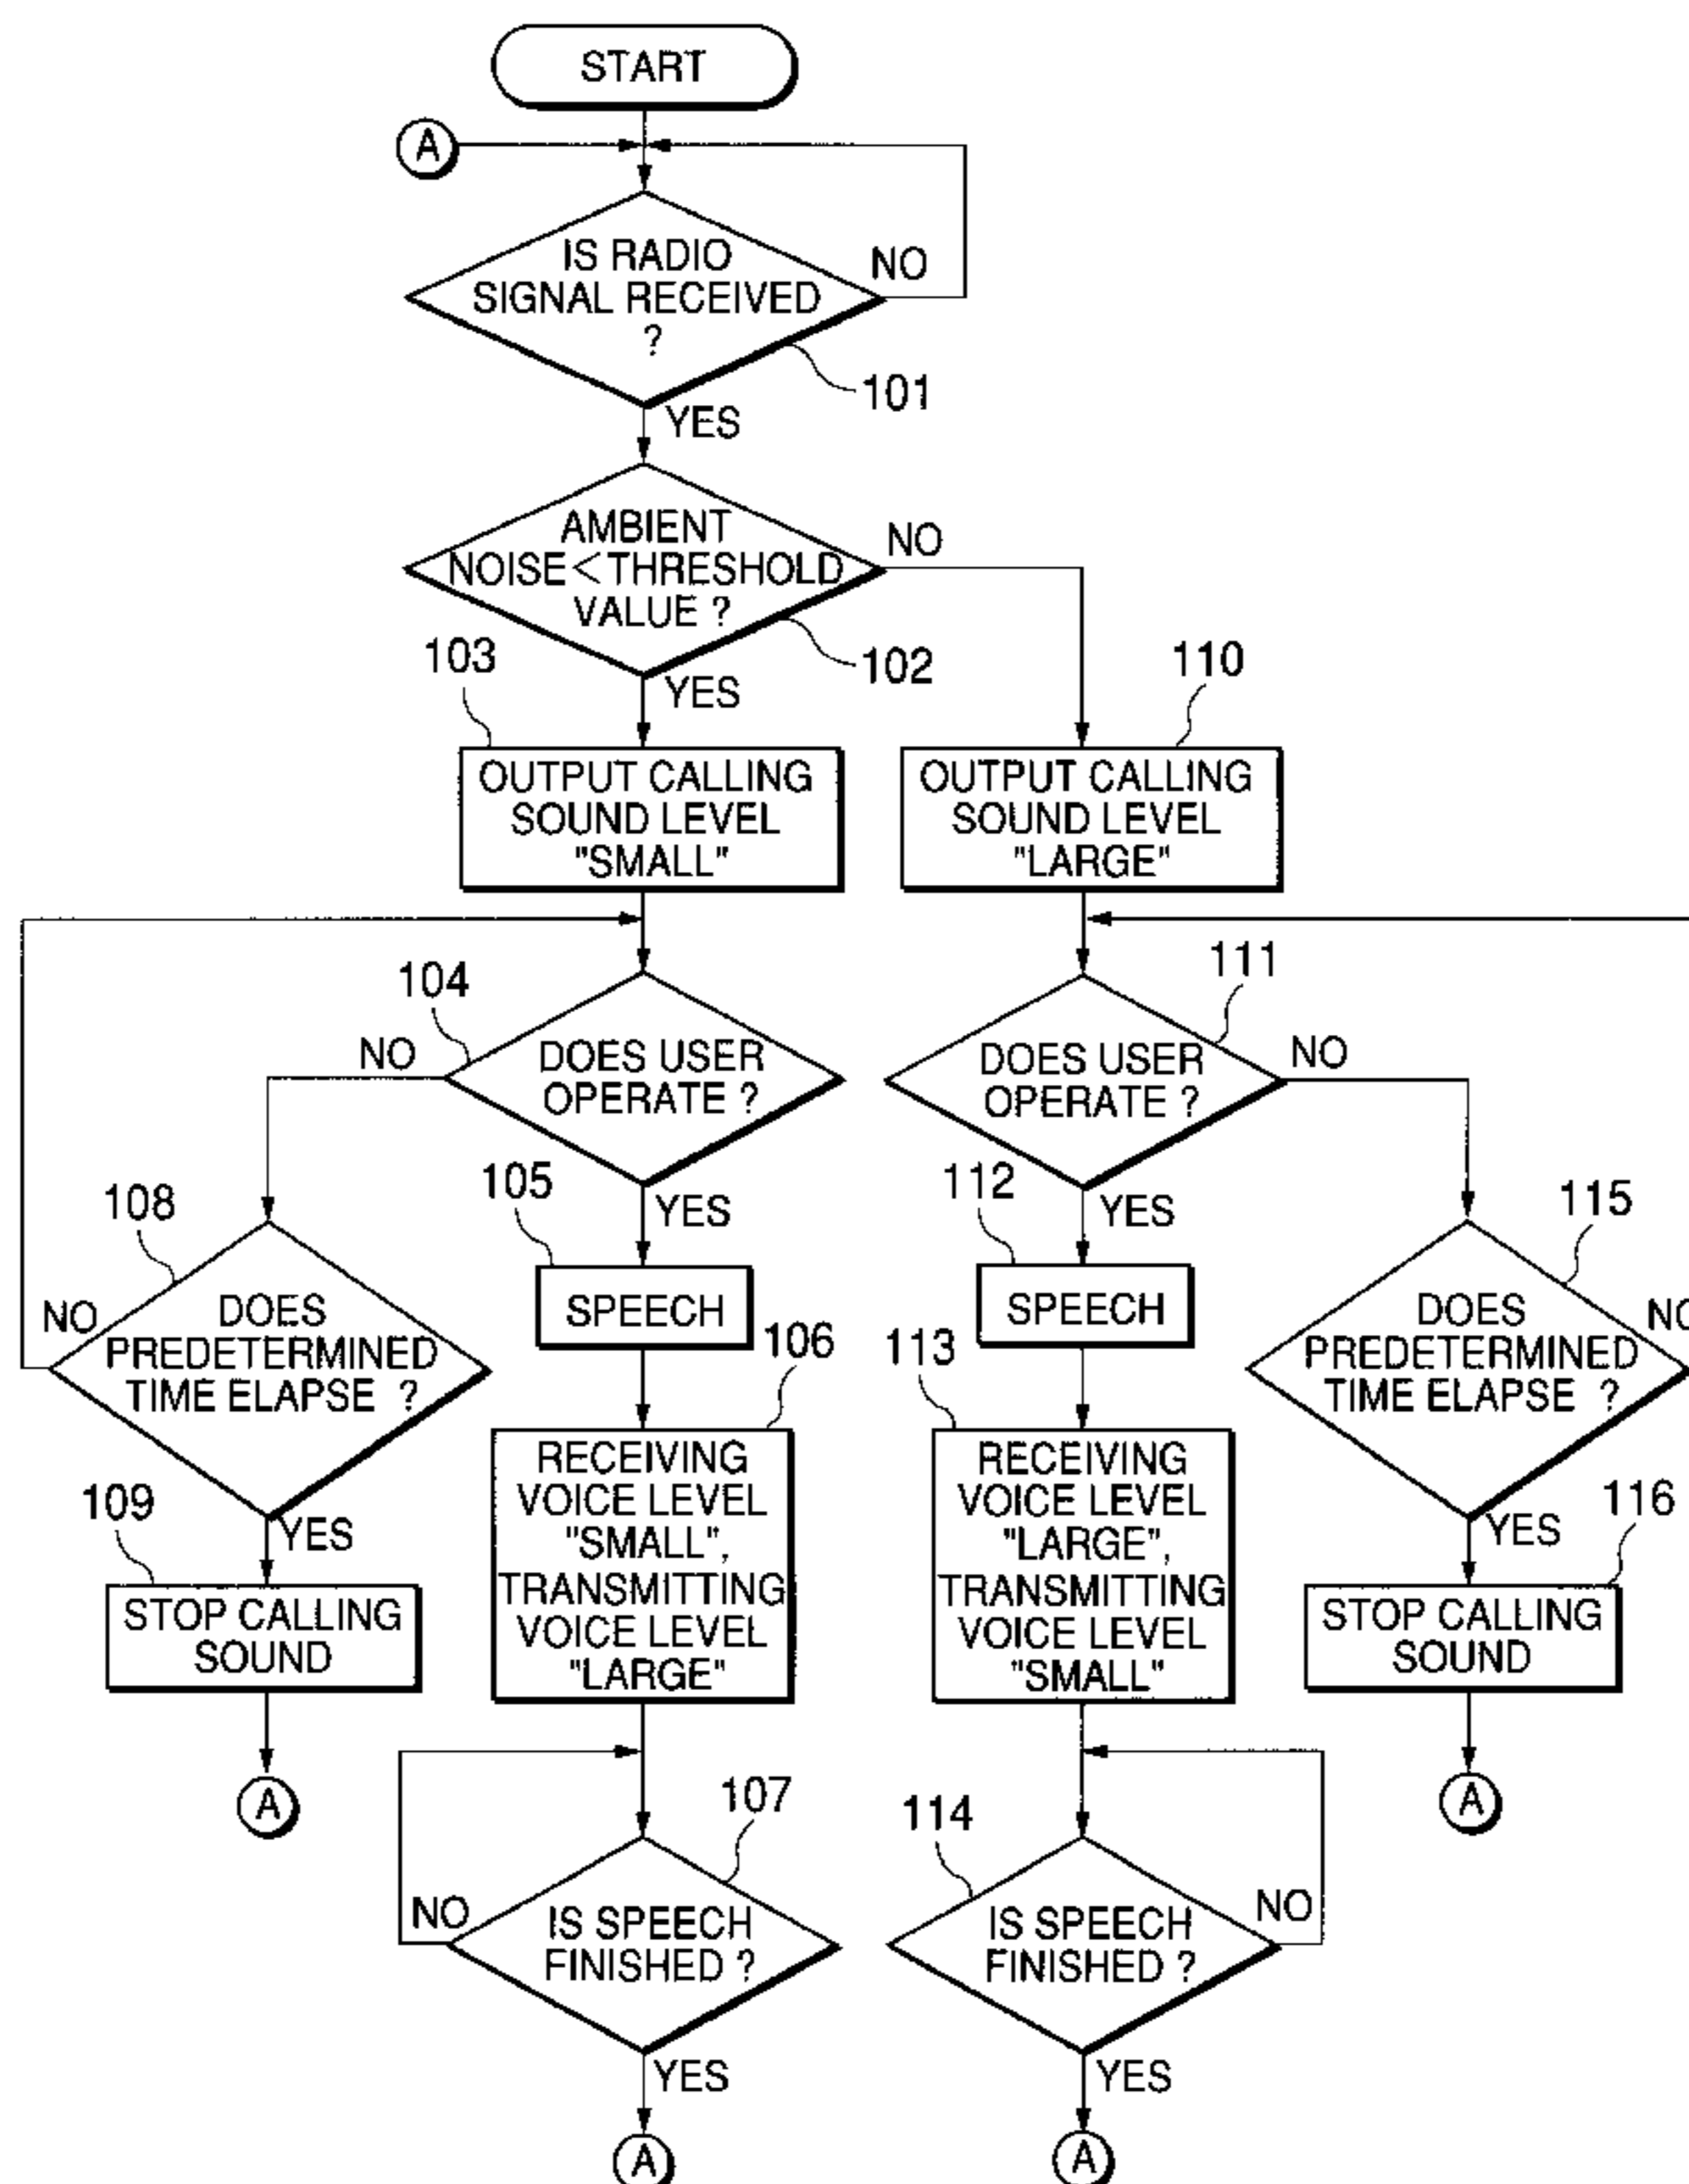 START
A
IS RADIO
SIGNAL RECEIVED
?
NO
101
YES
AMBIENT
NOISE<THRESHOLD
VALUE ?
NO
102
YES
103
OUTPUT CALLING
SOUND LEVEL
"SMALL"
110
OUTPUT CALLING
SOUND LEVEL
"LARGE"
104
NO
DOES USER
OPERATE ?
YES
111
DOES USER
OPERATE ?
NO
YES
108
NO
DOES
PREDETERMINED
TIME ELAPSE ?
YES
105
SPEECH
112
SPEECH
115
DOES
PREDETERMINED
TIME ELAPSE ?
NO
YES
109
STOP CALLING
SOUND
A
106
RECEIVING
VOICE LEVEL
"SMALL",
TRANSMITTING
VOICE LEVEL
"LARGE"
113
RECEIVING
VOICE LEVEL
"LARGE",
TRANSMITTING
VOICE LEVEL
"SMALL"
116
STOP CALLING
SOUND
A
107
NO
IS SPEECH
FINISHED ?
YES
A
114
IS SPEECH
FINISHED ?
NO
YES
A